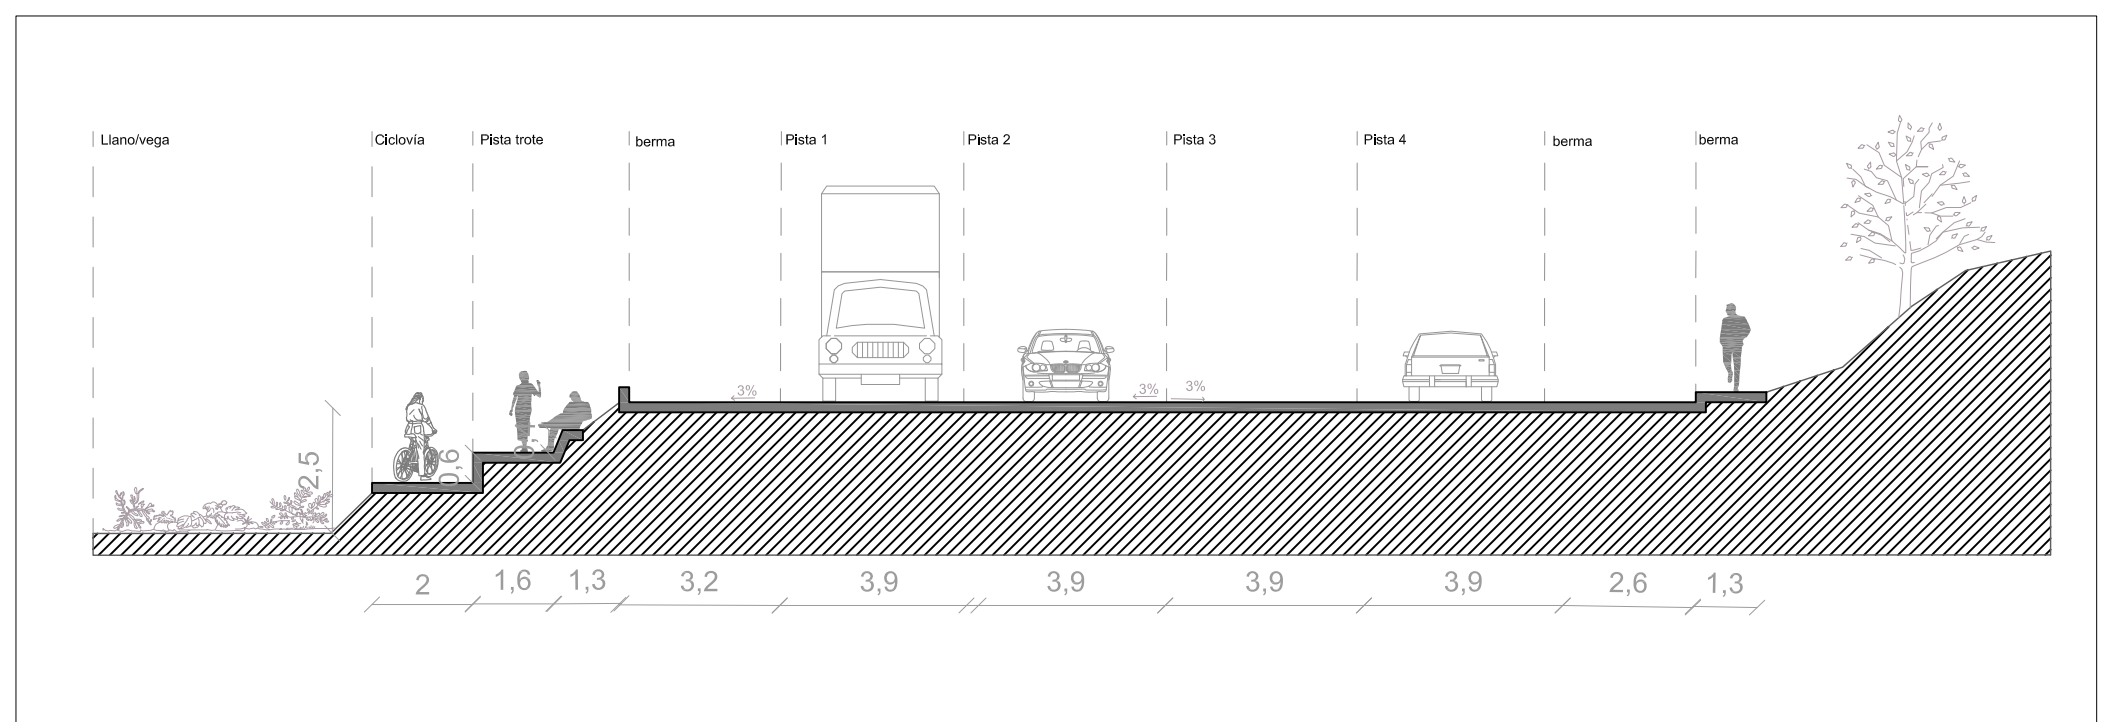 Llano/vega
Ciclovía
Pista trote
berma
Pista 1
Pista 2
Pista 3
Pista 4
berma
berma
3%
3%
3%
2,5
0,6
2
1,6
1,3
3,2
3,9
3,9
3,9
3,9
2,6
1,3